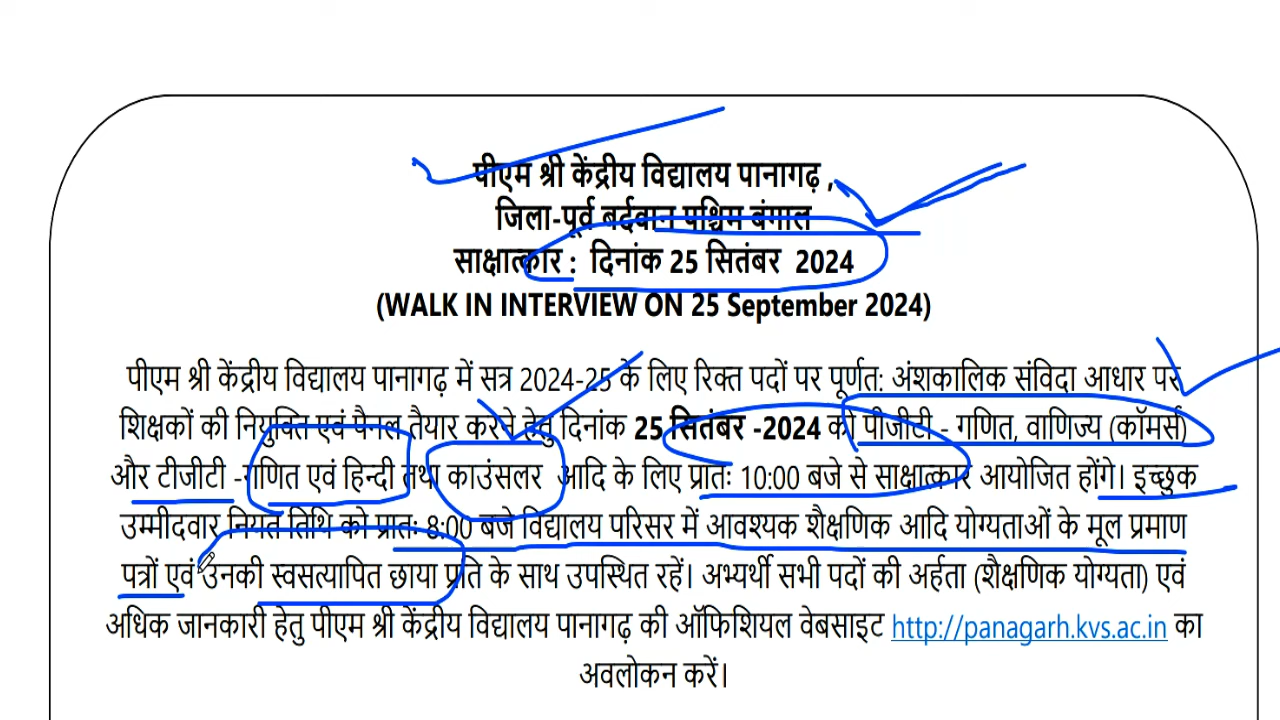 पीएम श्री केंद्रीय विद्यालय पानागढ़ ,
जिला-पूर्व बर्दवान पश्चिम बंगाल
साक्षात्कार : दिनांक 25 सितंबर 2024
(WALK IN INTERVIEW ON 25 September 2024)
पीएम श्री केंद्रीय विद्यालय पानागढ़ में सत्र 2024-25 के लिए रिक्त पदों पर पूर्णत: अंशकालिक संविदा आधार पर
शिक्षकों की नियुक्ति एवं पैनल तैयार करने हेतु दिनांक 25 सितंबर -2024 को पीजीटी - गणित, वाणिज्य (कॉमर्स)
और टीजीटी -गणित एवं हिन्दी तथा काउंसलर आदि के लिए प्रातः 10:00 बजे से साक्षात्कार आयोजित होंगे। इच्छुक
उम्मीदवार नियत तिथि को प्रातः 8:00 बजे विद्यालय परिसर में आवश्यक शैक्षणिक आदि योग्यताओं के मूल प्रमाण
पत्रों एवं उनकी स्वसत्यापित छाया प्रति के साथ उपस्थित रहें। अभ्यर्थी सभी पदों की अर्हता (शैक्षणिक योग्यता) एवं
अधिक जानकारी हेतु पीएम श्री केंद्रीय विद्यालय पानागढ़ की ऑफिशियल वेबसाइट http://panagarh.kvs.ac.in का
अवलोकन करें।